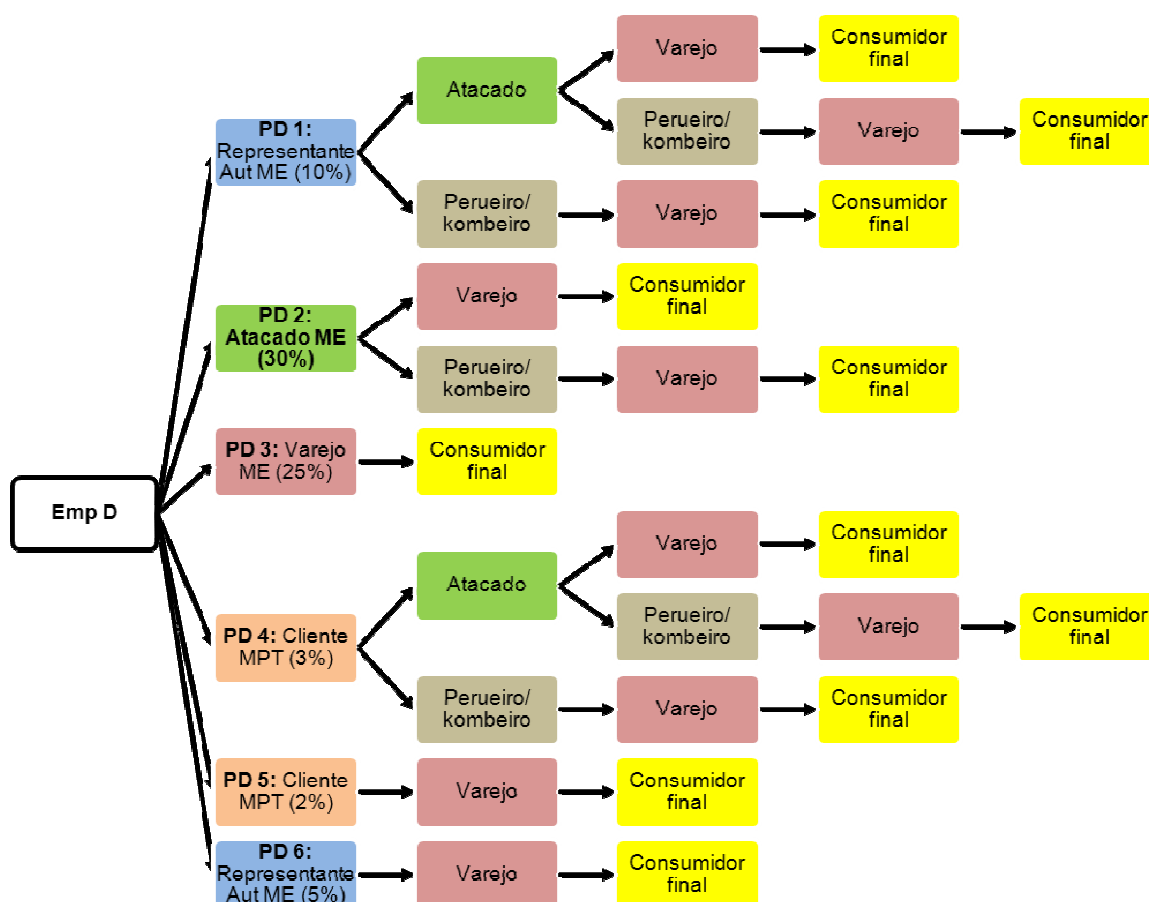 Varejo
Consumidor
final
Atacado
Perueiro/
kombeiro
Varejo
Consumidor
final
PD 1:
Representante
Aut ME (10%)
Perueiro/
kombeiro
Varejo
Consumidor
final
PD 2:
Atacado ME
(30%)
Varejo
Consumidor
final
Perueiro/
kombeiro
Varejo
Consumidor
final
PD 3: Varejo
ME (25%)
Consumidor
final
Emp D
Varejo
Consumidor
final
Atacado
Perueiro/
kombeiro
Varejo
Consumidor
final
PD 4: Cliente
MPT (3%)
Perueiro/
kombeiro
Varejo
Consumidor
final
PD 5: Cliente
MPT (2%)
Varejo
Consumidor
final
PD 6:
Representante
Aut ME (5%)
Varejo
Consumidor
final